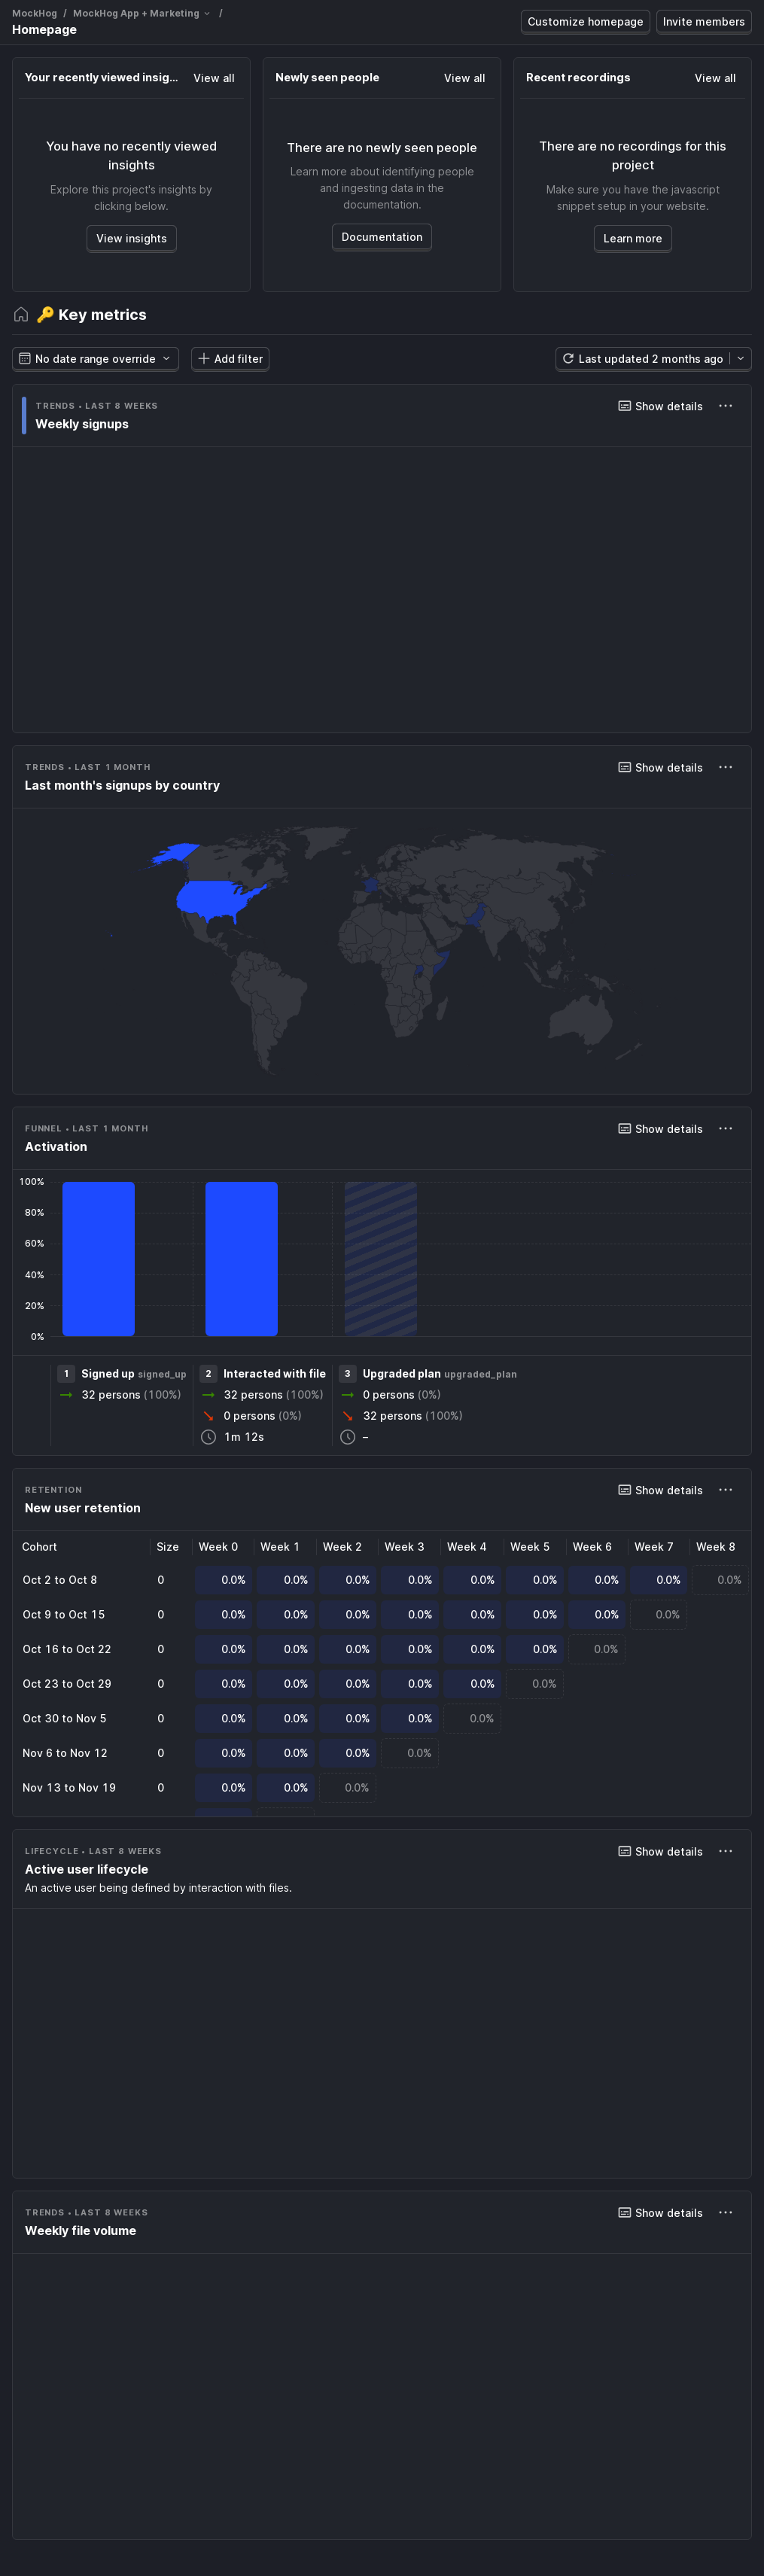 MockHog / MockHog App + Marketing /
Homepage
Customize homepage
Invite members
Your recently viewed insig...
View all
You have no recently viewed
insights
Explore this project's insights by
clicking below.
View insights
Newly seen people
View all
There are no newly seen people
Learn more about identifying people
and ingesting data in the
documentation.
Documentation
Recent recordings
View all
There are no recordings for this
project
Make sure you have the javascript
snippet setup in your website.
Learn more
🔑 Key metrics
No date range override
Add filter
Last updated 2 months ago
TRENDS • LAST 8 WEEKS
Show details
Weekly signups
TRENDS • LAST 1 MONTH
Show details
Last month's signups by country
FUNNEL • LAST 1 MONTH
Show details
Activation
100%
80%
60%
40%
20%
0%
1 Signed up signed_up
32 persons (100%)
2 Interacted with file
32 persons (100%)
0 persons (0%)
1m 12s
3 Upgraded plan upgraded_plan
0 persons (0%)
32 persons (100%)
–
RETENTION
Show details
New user retention
Cohort Size Week 0 Week 1 Week 2 Week 3 Week 4 Week 5 Week 6 Week 7 Week 8
Oct 2 to Oct 8 0 0.0% 0.0% 0.0% 0.0% 0.0% 0.0% 0.0% 0.0% 0.0%
Oct 9 to Oct 15 0 0.0% 0.0% 0.0% 0.0% 0.0% 0.0% 0.0% 0.0%
Oct 16 to Oct 22 0 0.0% 0.0% 0.0% 0.0% 0.0% 0.0% 0.0%
Oct 23 to Oct 29 0 0.0% 0.0% 0.0% 0.0% 0.0% 0.0%
Oct 30 to Nov 5 0 0.0% 0.0% 0.0% 0.0% 0.0%
Nov 6 to Nov 12 0 0.0% 0.0% 0.0% 0.0%
Nov 13 to Nov 19 0 0.0% 0.0% 0.0%
LIFECYCLE • LAST 8 WEEKS
Show details
Active user lifecycle
An active user being defined by interaction with files.
TRENDS • LAST 8 WEEKS
Show details
Weekly file volume